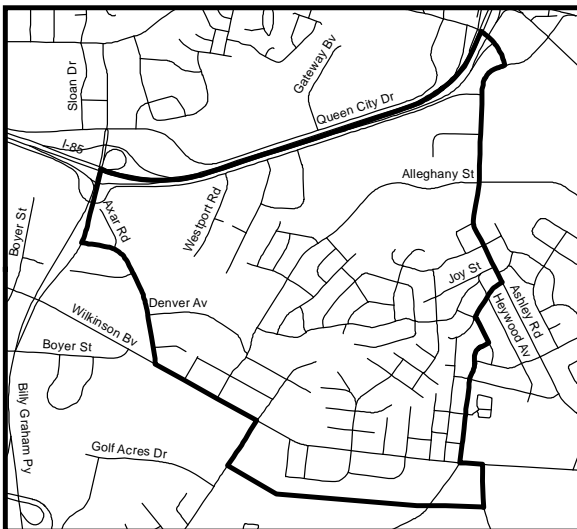 Gateway Bv
Sloan Dr
Queen City Dr
I-85
Alleghany St
Boyer St
Axar Rd
Westport Rd
Joy St
Ashley Rd
Heywood Av
Denver Av
Wilkinson Bv
Boyer St
Billy Graham Py
Golf Acres Dr